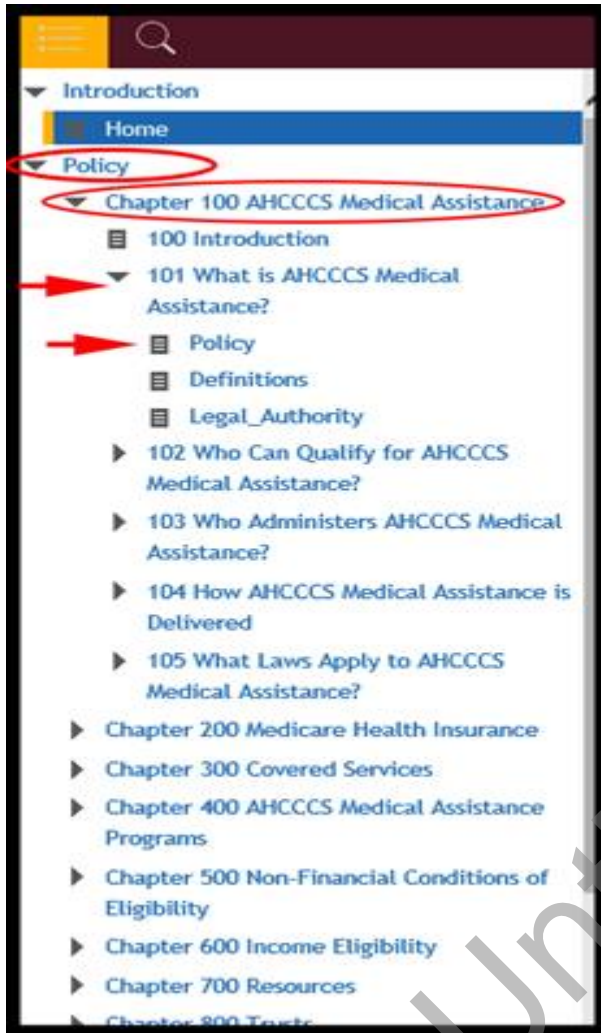 Introduction
Home
Policy
Chapter 100 AHCCCS Medical Assistance
100 Introduction
101 What is AHCCCS Medical
Assistance?
Policy
Definitions
Legal_Authority
102 Who Can Qualify for AHCCCS
Medical Assistance?
103 Who Administers AHCCCS Medical
Assistance?
104 How AHCCCS Medical Assistance is
Delivered
105 What Laws Apply to AHCCCS
Medical Assistance?
Chapter 200 Medicare Health Insurance
Chapter 300 Covered Services
Chapter 400 AHCCCS Medical Assistance
Programs
Chapter 500 Non-Financial Conditions of
Eligibility
Chapter 600 Income Eligibility
Chapter 700 Resources
Chapter 800 Trusts